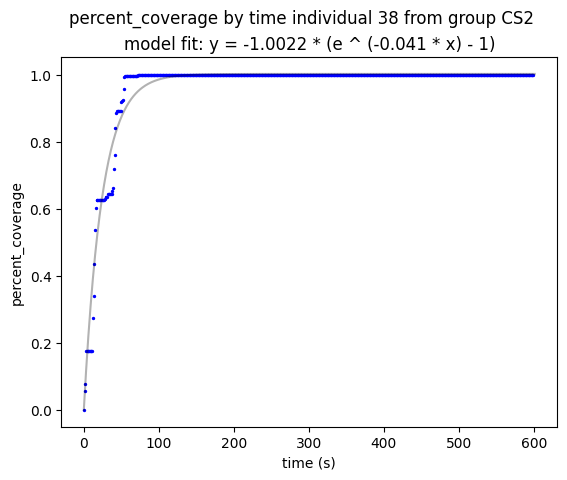 percent_coverage by time individual 38 from group CS2
model fit: y = -1.0022 * (e ^ (-0.041 * x) - 1)
1.0
0.8
0.6
0.4
0.2
0.0
percent_coverage
0 100 200 300 400 500 600
time (s)